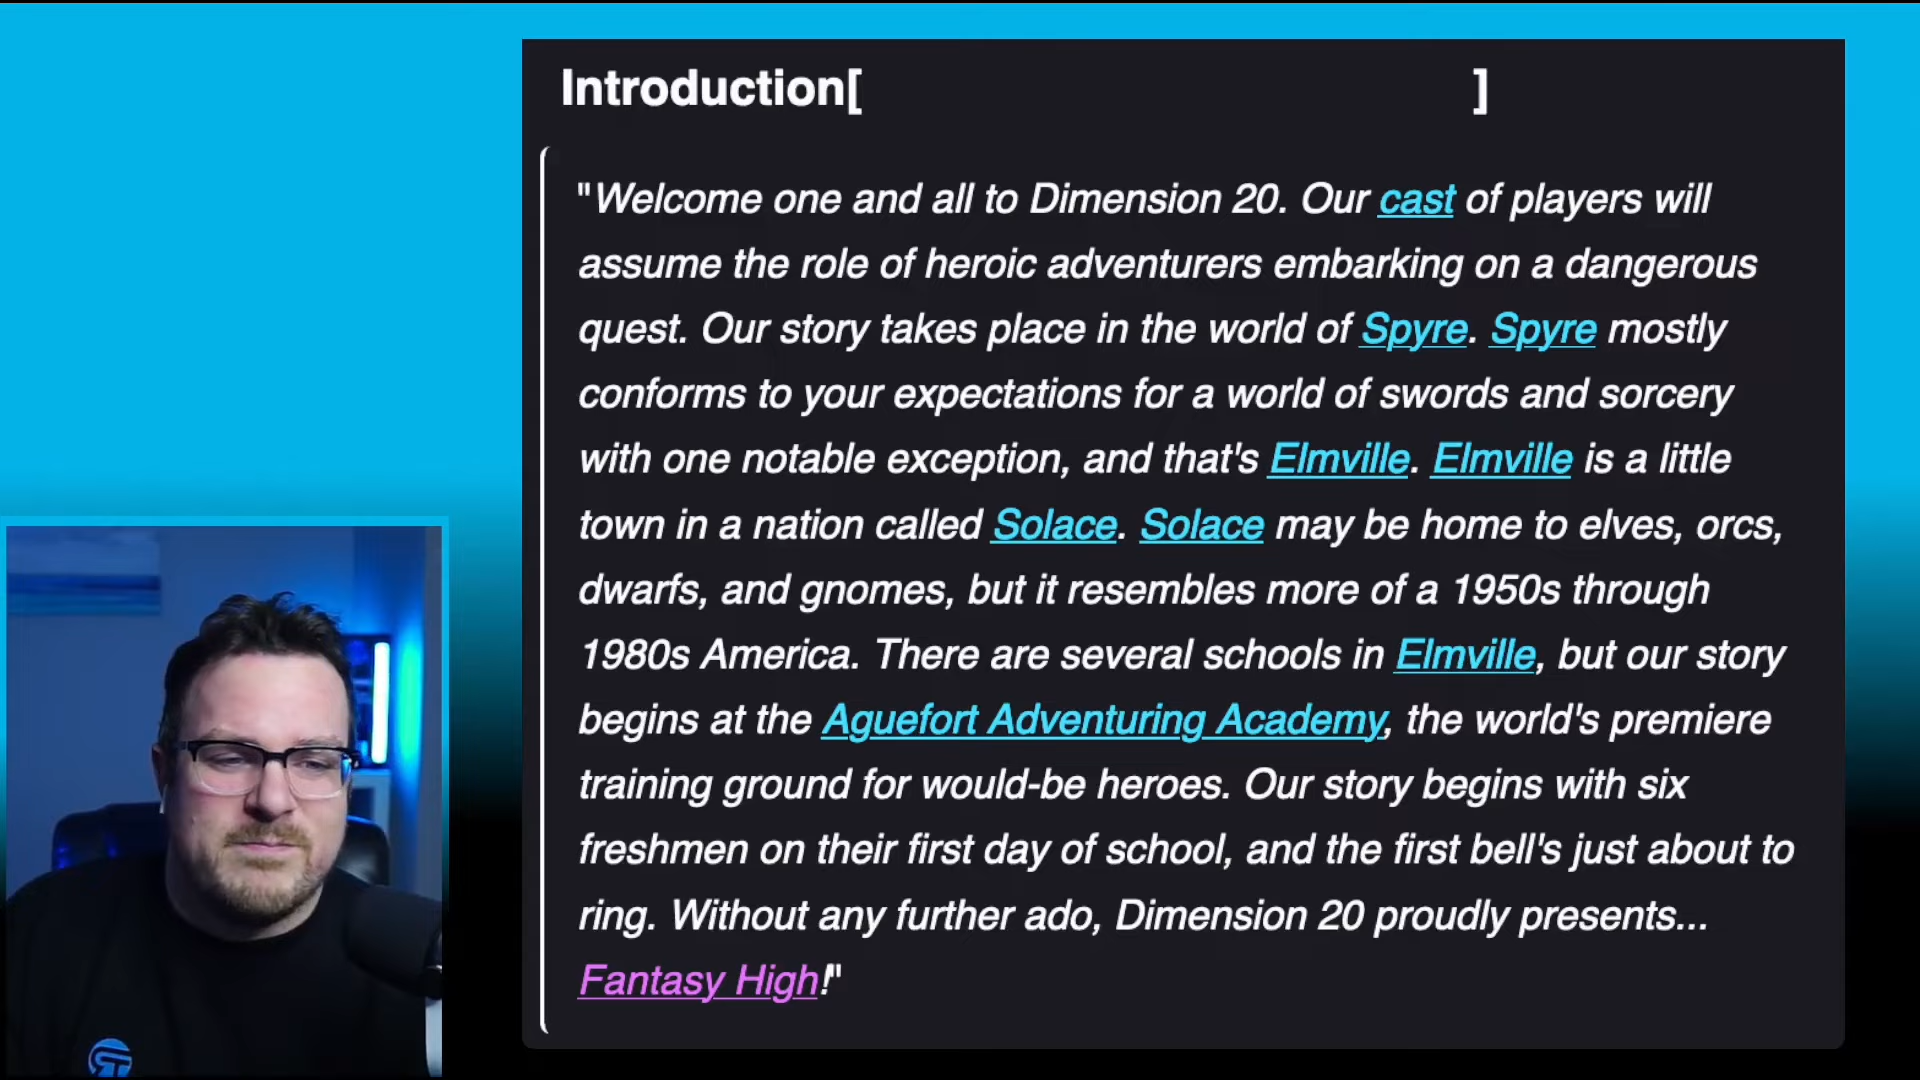 Introduction[ ]
"Welcome one and all to Dimension 20. Our cast of players will
assume the role of heroic adventurers embarking on a dangerous
quest. Our story takes place in the world of Spyre. Spyre mostly
conforms to your expectations for a world of swords and sorcery
with one notable exception, and that's Elmville. Elmville is a little
town in a nation called Solace. Solace may be home to elves, orcs,
dwarfs, and gnomes, but it resembles more of a 1950s through
1980s America. There are several schools in Elmville, but our story
begins at the Aguefort Adventuring Academy, the world's premiere
training ground for would-be heroes. Our story begins with six
freshmen on their first day of school, and the first bell's just about to
ring. Without any further ado, Dimension 20 proudly presents...
Fantasy High!"